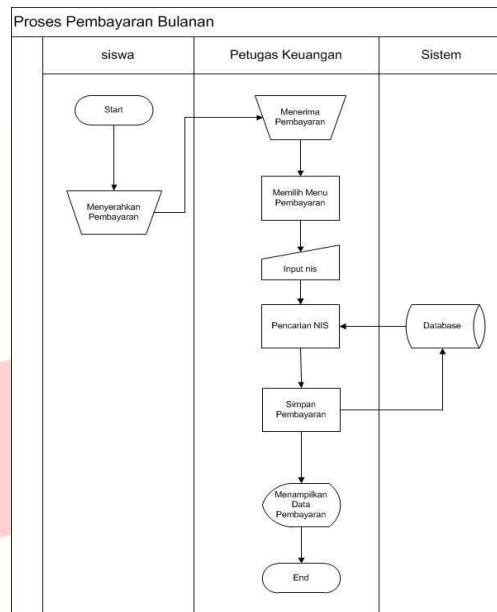 Proses Pembayaran Bulanan
siswa
Petugas Keuangan
Sistem
Start
Menerima
Pembayaran
Menyerahkan
Pembayaran
Memilih Menu
Pembayaran
Input nis
Pencarian NIS
Database
Simpan
Pembayaran
Menampilkan
Data
Pembayaran
End